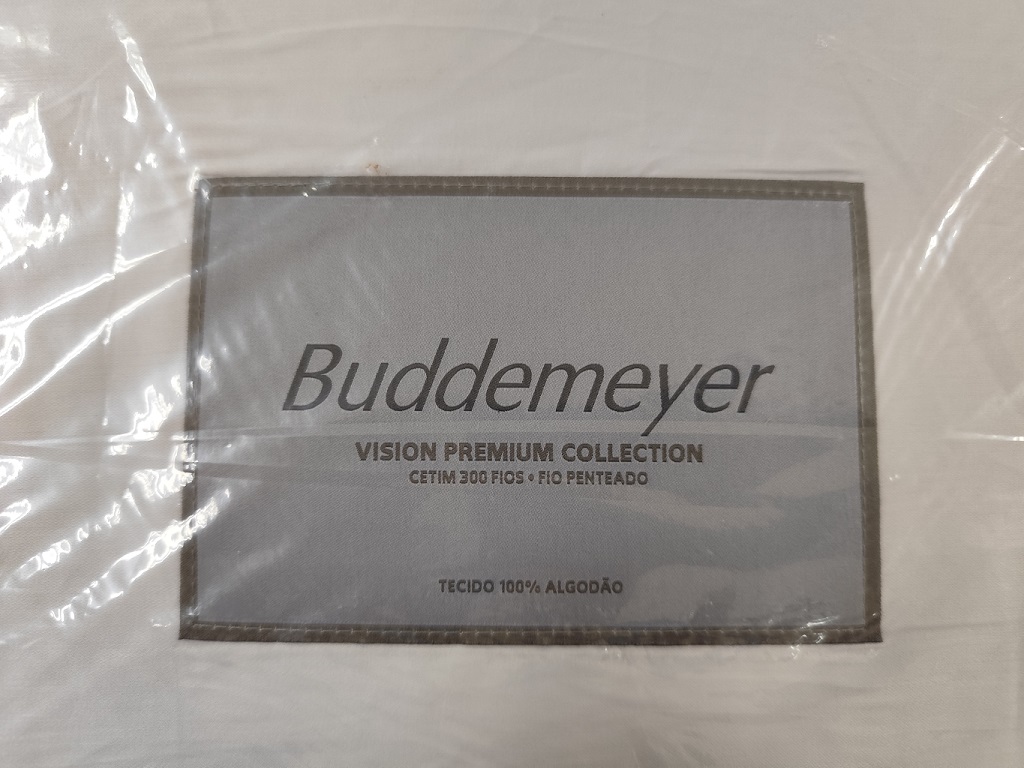 Buddemeyer
VISION PREMIUM COLLECTION
CETIM 300 FIOS • FIO PENTEADO
TECIDO 100% ALGODÃO